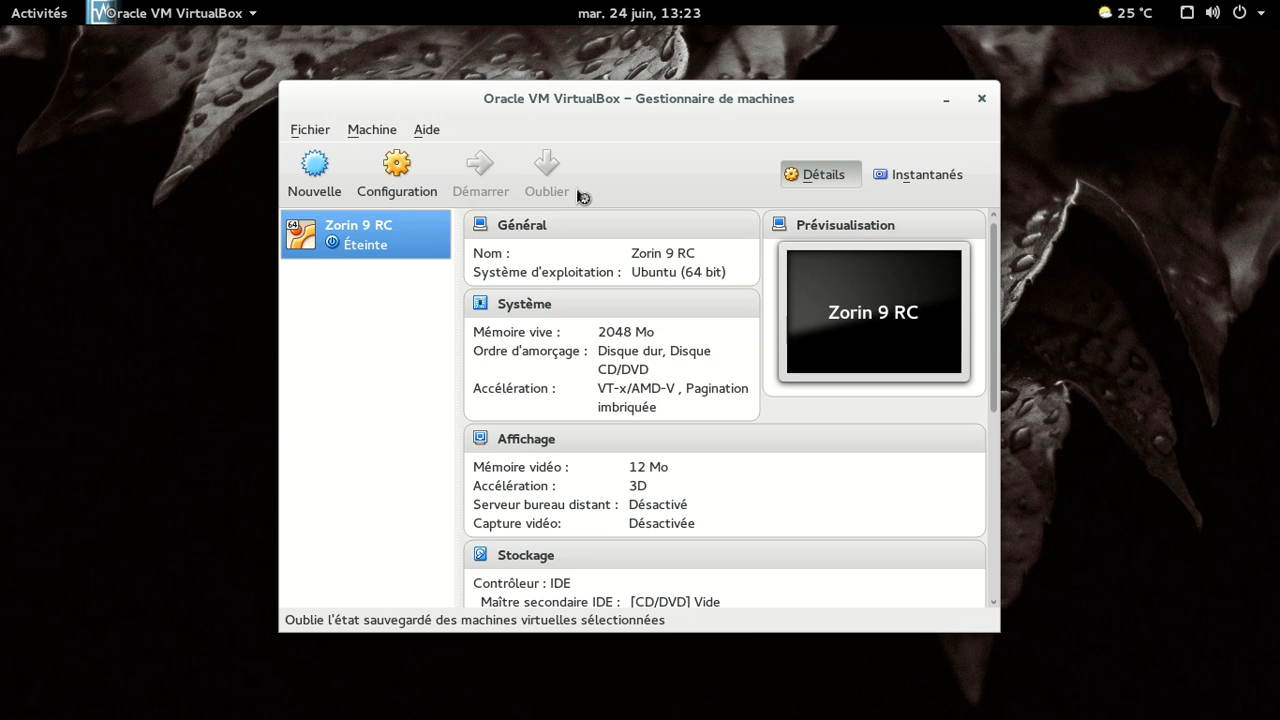 Activités
Oracle VM VirtualBox
mar. 24 juin, 13:23
25 °C
Oracle VM VirtualBox – Gestionnaire de machines
Fichier Machine Aide
Nouvelle Configuration Démarrer Oublier
Détails Instantanés
64
Zorin 9 RC
Éteinte
Général
Nom : Zorin 9 RC
Système d'exploitation : Ubuntu (64 bit)
Système
Mémoire vive : 2048 Mo
Ordre d'amorçage : Disque dur, Disque
CD/DVD
Accélération : VT-x/AMD-V , Pagination
imbriquée
Prévisualisation
Zorin 9 RC
Affichage
Mémoire vidéo : 12 Mo
Accélération : 3D
Serveur bureau distant : Désactivé
Capture vidéo: Désactivée
Stockage
Contrôleur : IDE
Maître secondaire IDE : [CD/DVD] Vide
Oublie l'état sauvegardé des machines virtuelles sélectionnées